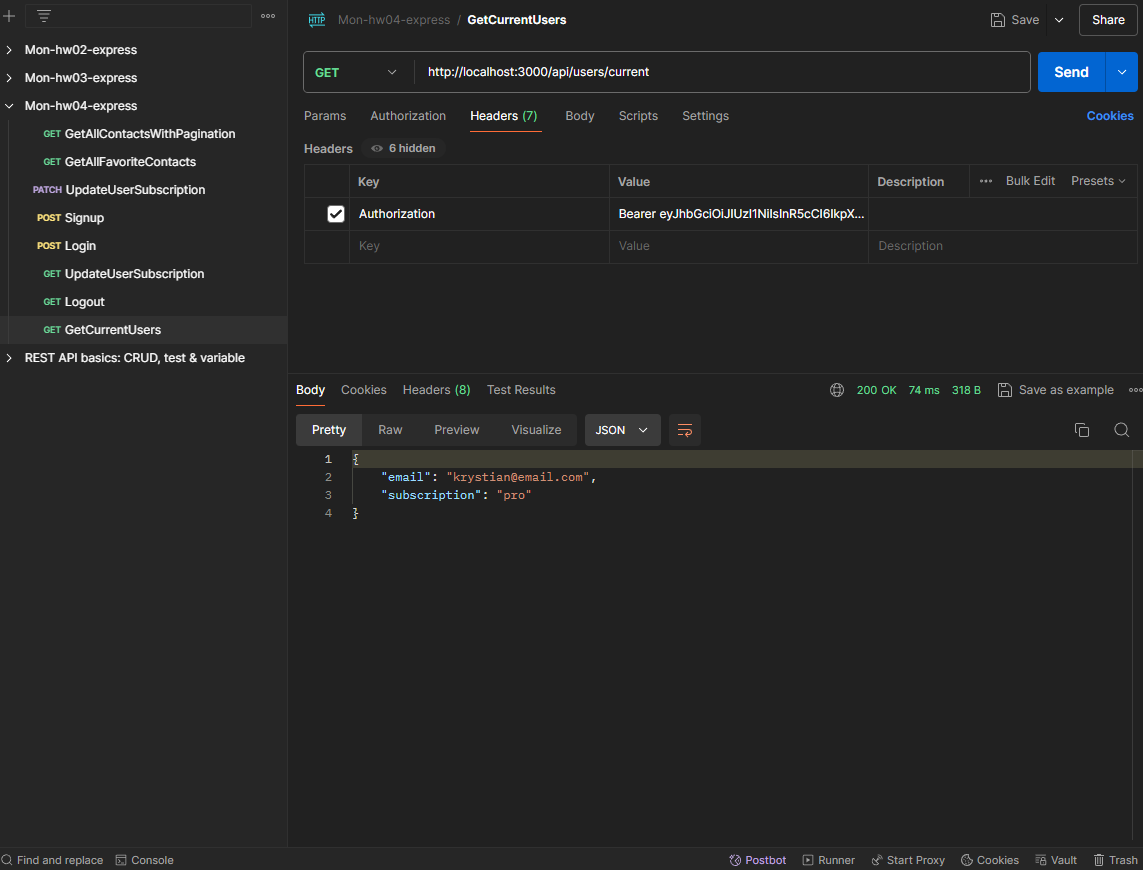 Mon-hw02-express
Mon-hw03-express
Mon-hw04-express
GET GetAllContactsWithPagination
GET GetAllFavoriteContacts
PATCH UpdateUserSubscription
POST Signup
POST Login
GET UpdateUserSubscription
GET Logout
GET GetCurrentUsers
REST API basics: CRUD, test & variable
HTTP Mon-hw04-express / GetCurrentUsers Save Share
GET http://localhost:3000/api/users/current Send
Params Authorization Headers (7) Body Scripts Settings Cookies
Headers 6 hidden
Key Value Description Bulk Edit Presets
Authorization Bearer eyJhbGciOiJIUzI1NiIsInR5cCI6IkpX...
Key Value Description
Body Cookies Headers (8) Test Results 200 OK 74 ms 318 B Save as example
Pretty Raw Preview Visualize JSON
1 {
2 "email": "krystian@email.com",
3 "subscription": "pro"
4 }
Find and replace Console Postbot Runner Start Proxy Cookies Vault Trash